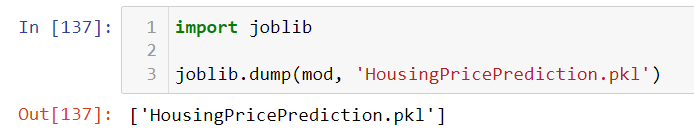 In [137]: 1 import joblib
2
3 joblib.dump(mod, 'HousingPricePrediction.pkl')
Out[137]: ['HousingPricePrediction.pkl']